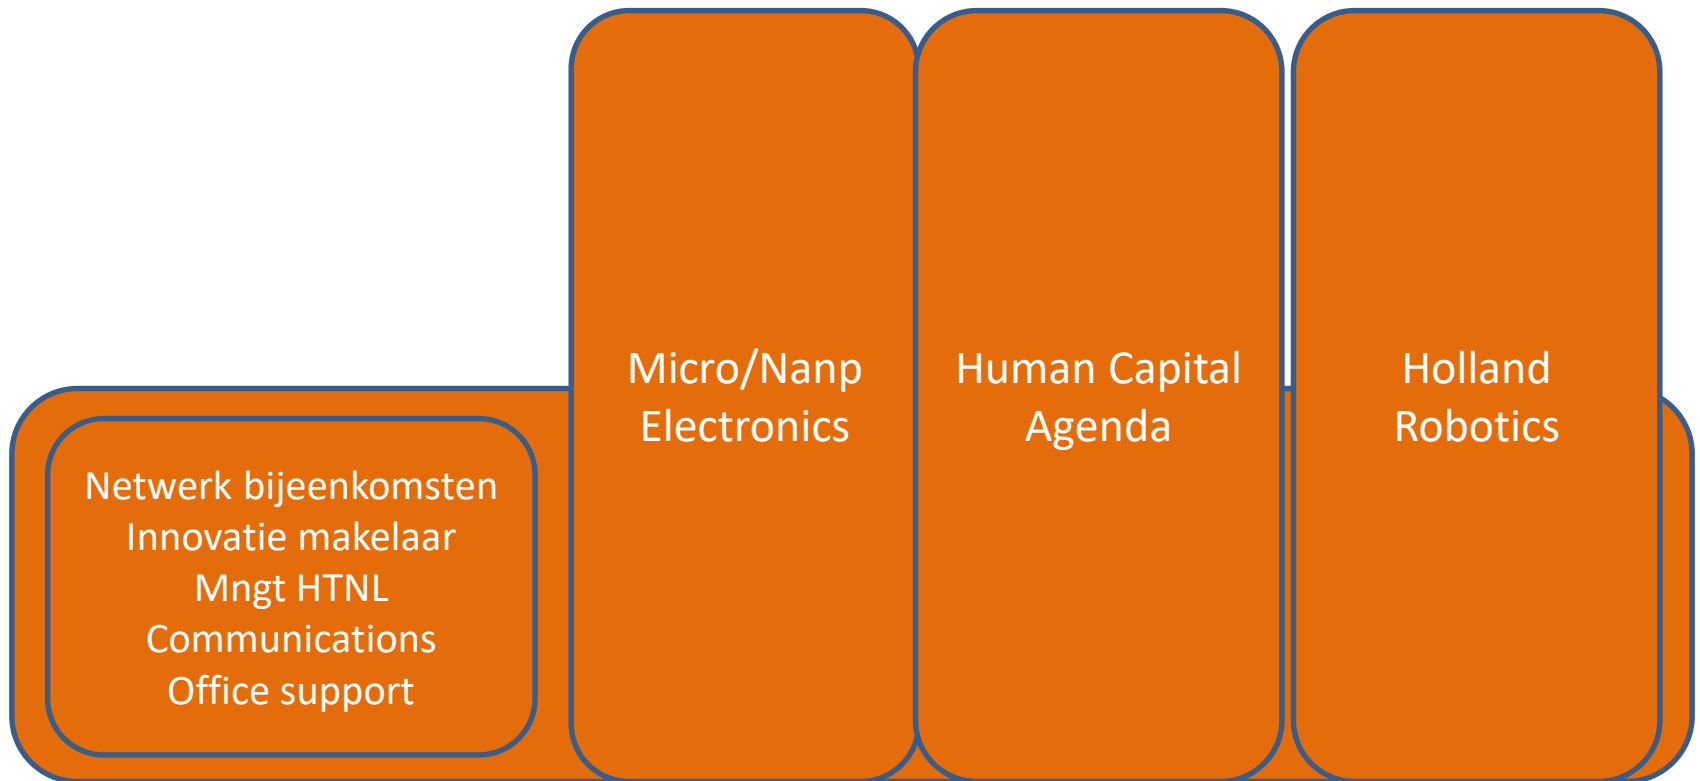 Micro/Nanp
Electronics
Human Capital
Agenda
Holland
Robotics
Netwerk bijeenkomsten
Innovatie makelaar
Mngt HTNL
Communications
Office support